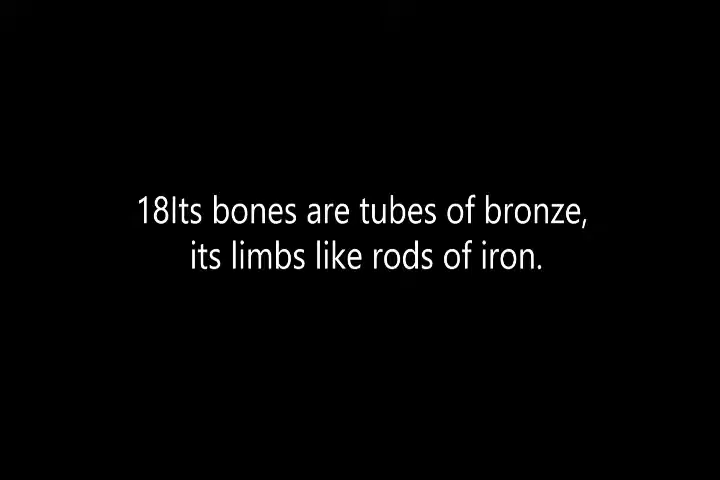 18Its bones are tubes of bronze,
its limbs like rods of iron.